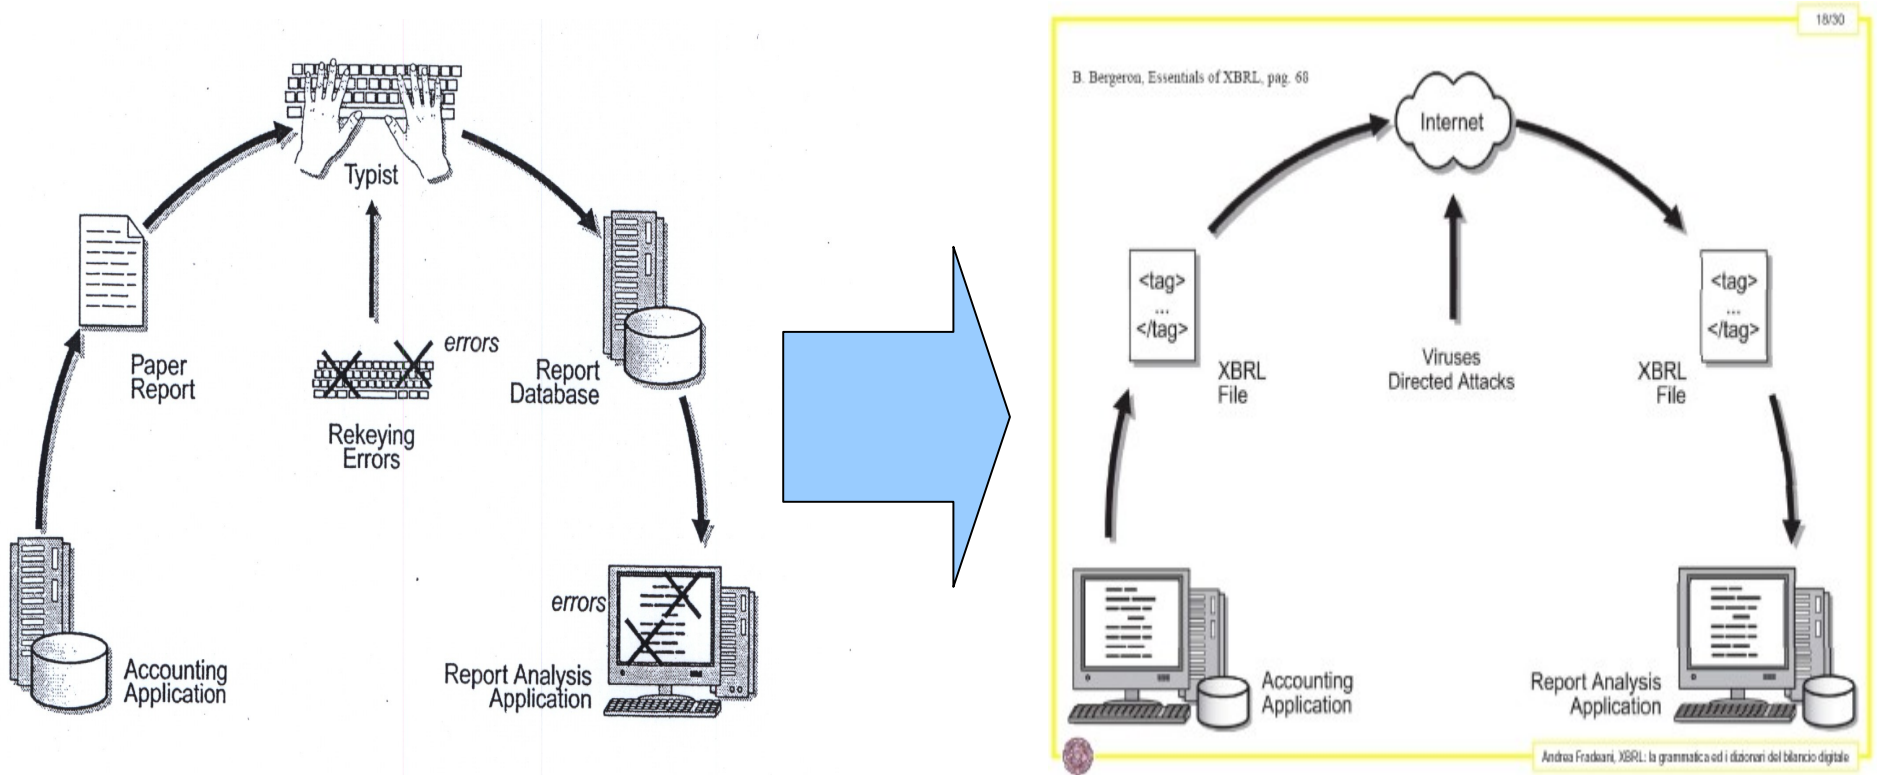 Typist
Paper
Report
errors
Rekeying
Errors
Report
Database
Accounting
Application
errors
Report Analysis
Application
18/30
B. Bergeron, Essentials of XBRL, pag. 68
Internet
<tag>
...
</tag>
XBRL
File
Viruses
Directed Attacks
<tag>
...
</tag>
XBRL
File
Accounting
Application
Report Analysis
Application
Andrea Fradeani, XBRL: la grammatica ed i dizionari del bilancio digitale